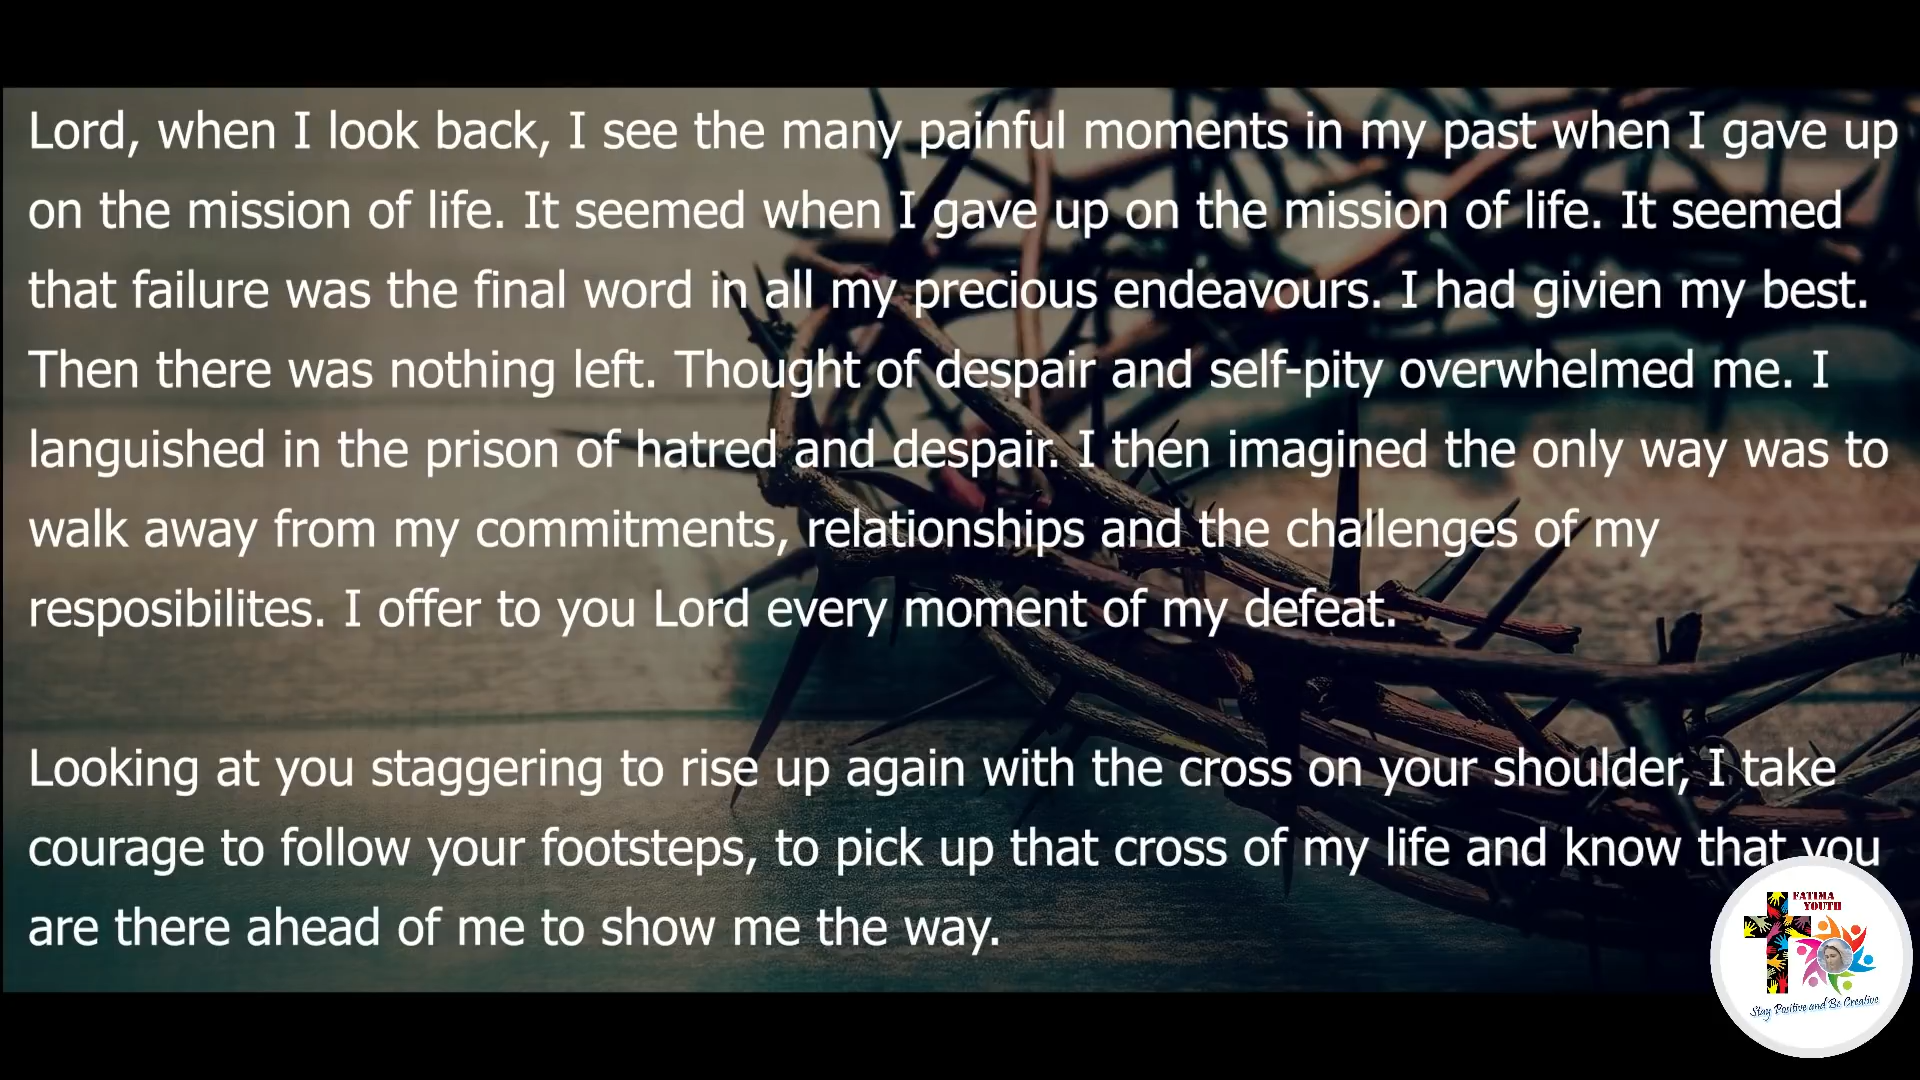 Lord, when I look back, I see the many painful moments in my past when I gave up
on the mission of life. It seemed when I gave up on the mission of life. It seemed
that failure was the final word in all my precious endeavours. I had givien my best.
Then there was nothing left. Thought of despair and self-pity overwhelmed me. I
languished in the prison of hatred and despair. I then imagined the only way was to
walk away from my commitments, relationships and the challenges of my
resposibilites. I offer to you Lord every moment of my defeat.
Looking at you staggering to rise up again with the cross on your shoulder, I take
courage to follow your footsteps, to pick up that cross of my life and know that you
are there ahead of me to show me the way.
FATIMA
YOUTH
Stay Positive and Be Creative